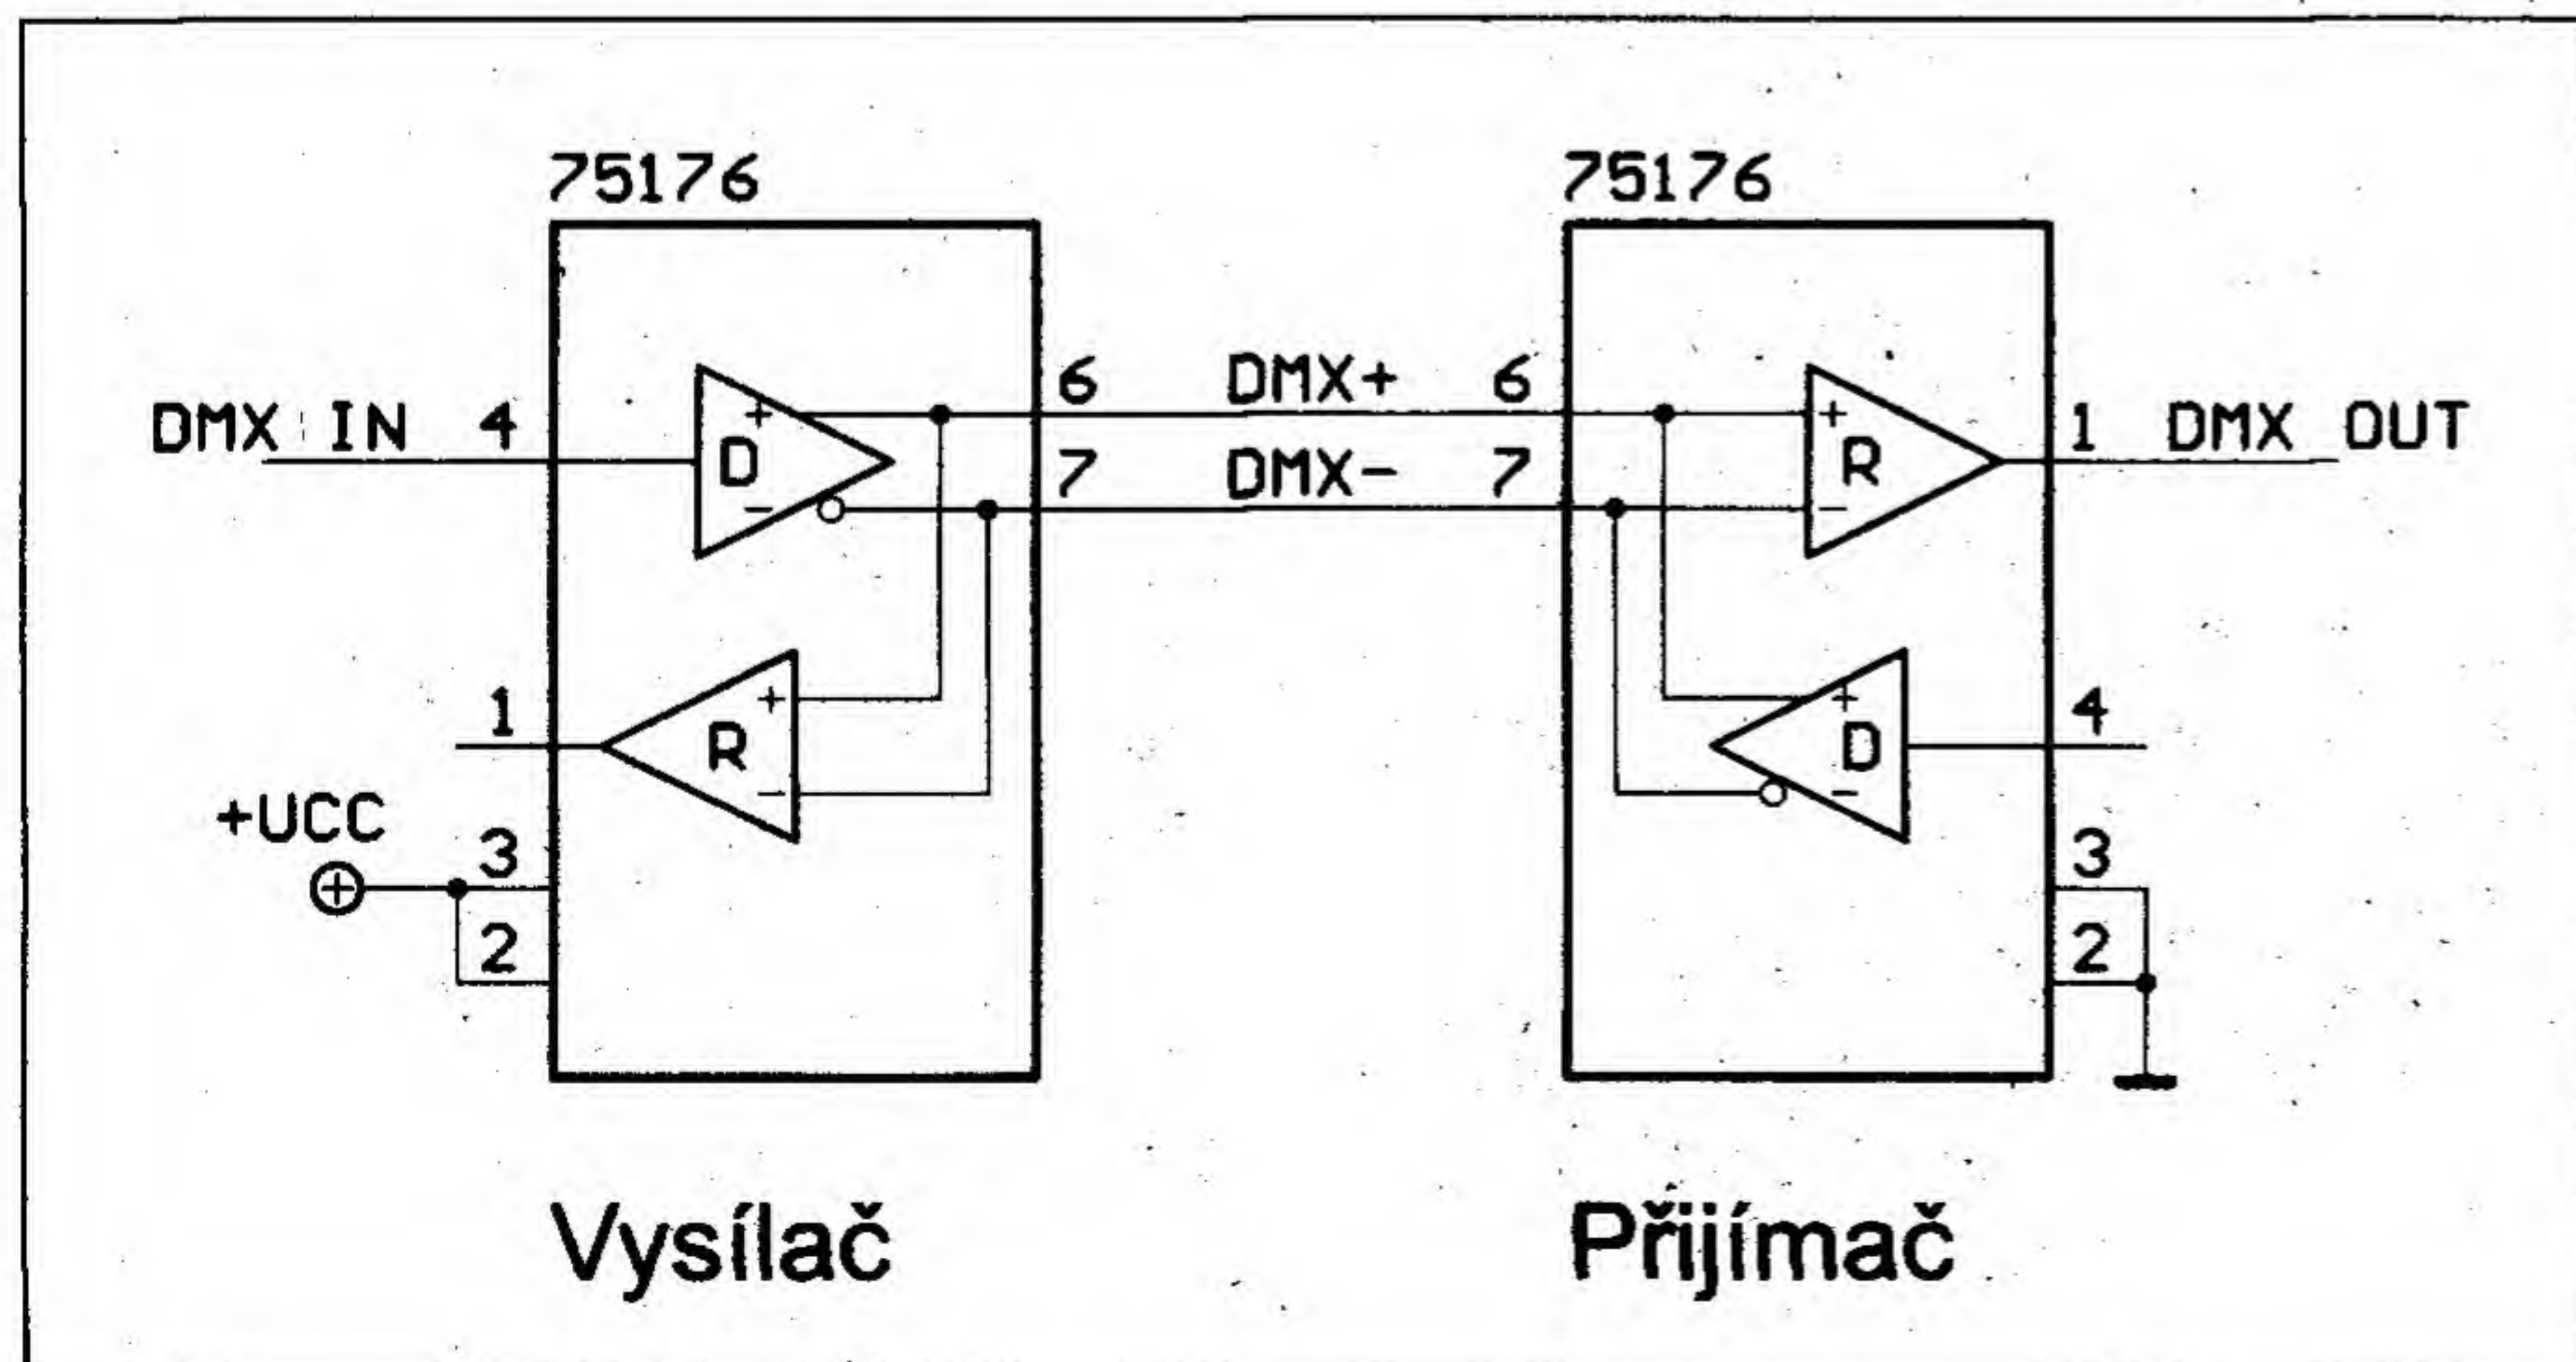 75176 75176
6 DMX+ 6
DMX IN 4 + D + R 1 DMX OUT
7 DMX- 7
- -
1 + R - + D - 4
+UCC
3 3
2 2
Vysílač Přijímač